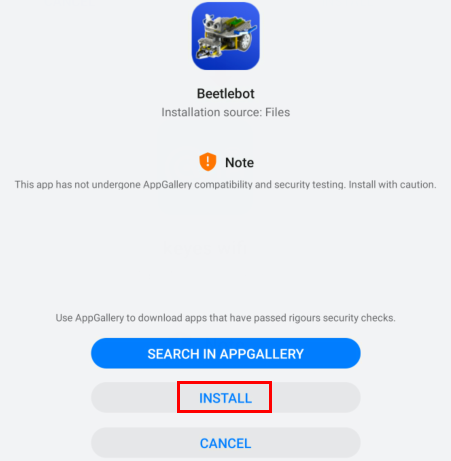 Beetlebot
Installation source: Files
Note
This app has not undergone AppGallery compatibility and security testing. Install with caution.
Use AppGallery to download apps that have passed rigours security checks.
SEARCH IN APPGALLERY
INSTALL
CANCEL